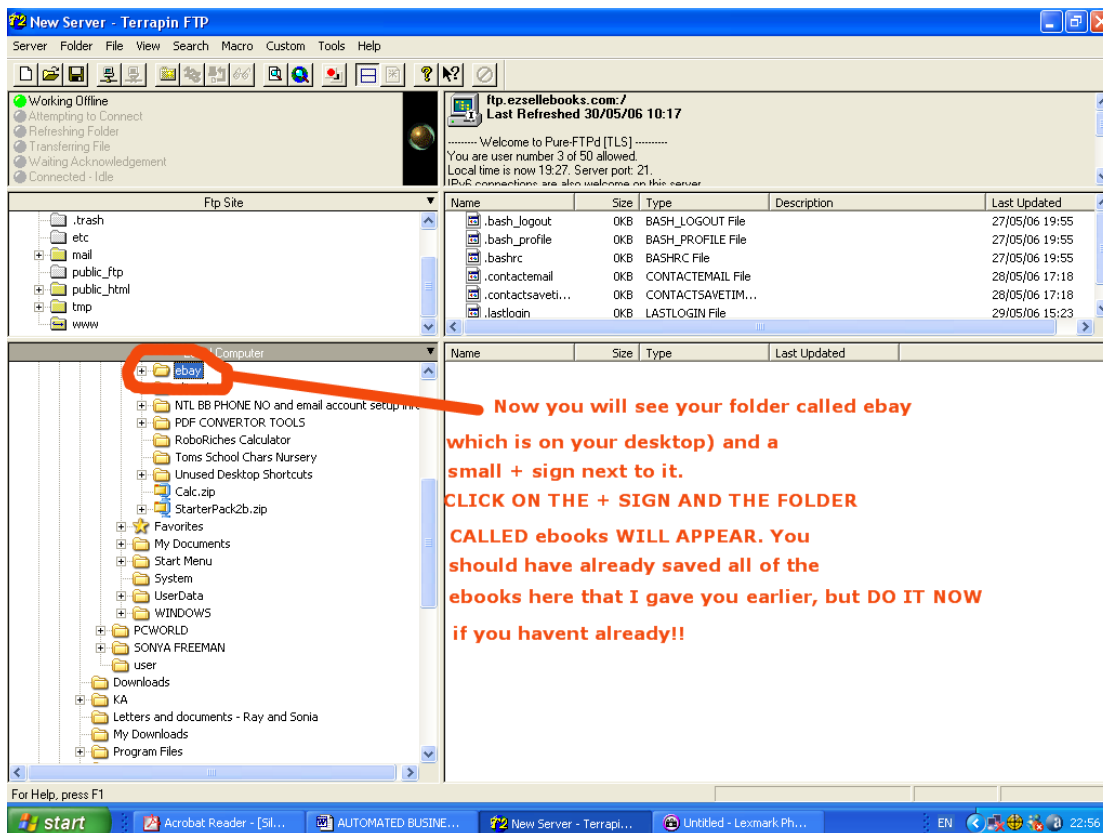 New Server - Terrapin FTP
Server Folder File View Search Macro Custom Tools Help
Working Offline
Attempting to Connect
Refreshing Folder
Transferring File
Waiting Acknowledgement
Connected - Idle
ftp.ezsellebooks.com:/
Last Refreshed 30/05/06 10:17
--------- Welcome to Pure-FTPd [TLS] ----------
You are user number 3 of 50 allowed.
Local time is now 19:27. Server port: 21.
IPv6 connections are also welcome on this server.
Ftp Site
.trash
etc
mail
public_ftp
public_html
tmp
www
Name Size Type Description Last Updated
.bash_logout 0KB BASH_LOGOUT File 27/05/06 19:55
.bash_profile 0KB BASH_PROFILE File 27/05/06 19:55
.bashrc 0KB BASHRC File 27/05/06 19:55
.contactemail 0KB CONTACTEMAIL File 28/05/06 17:18
.contactsaveti... 0KB CONTACTSAVETIM... 28/05/06 17:18
.lastlogin 0KB LASTLOGIN File 29/05/06 15:23
Computer
ebay
NTL BB PHONE NO and email account setup
PDF CONVERTOR TOOLS
RoboRiches Calculator
Toms School Chars Nursery
Unused Desktop Shortcuts
Calc.zip
StarterPack2b.zip
Favorites
My Documents
Start Menu
System
UserData
WINDOWS
PCWORLD
SONYA FREEMAN
user
Downloads
KA
Letters and documents - Ray and Sonia
My Downloads
Program Files
Name Size Type Last Updated
Now you will see your folder called ebay
which is on your desktop) and a
small + sign next to it.
CLICK ON THE + SIGN AND THE FOLDER
CALLED ebooks WILL APPEAR. You
should have already saved all of the
ebooks here that I gave you earlier, but DO IT NOW
if you havent already!!
For Help, press F1
start Acrobat Reader - [Sil... AUTOMATED BUSINE... New Server - Terrapi... Untitled - Lexmark Ph... EN 22:56